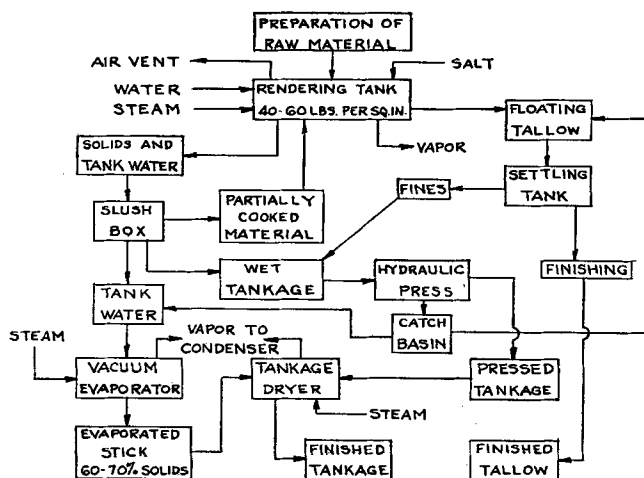 PREPARATION OF
RAW MATERIAL
AIR VENT
SALT
WATER
STEAM
RENDERING TANK
40-60 LBS. PER SQ.IN.
FLOATING
TALLOW
SOLIDS AND
TANK WATER
VAPOR
SLUSH
BOX
PARTIALLY
COOKED
MATERIAL
FINES
SETTLING
TANK
WET
TANKAGE
HYDRAULIC
PRESS
FINISHING
TANK
WATER
CATCH
BASIN
STEAM
VAPOR TO
CONDENSER
VACUUM
EVAPORATOR
TANKAGE
DRYER
PRESSED
TANKAGE
STEAM
EVAPORATED
STICK
60-70% SOLIDS
FINISHED
TANKAGE
FINISHED
TALLOW